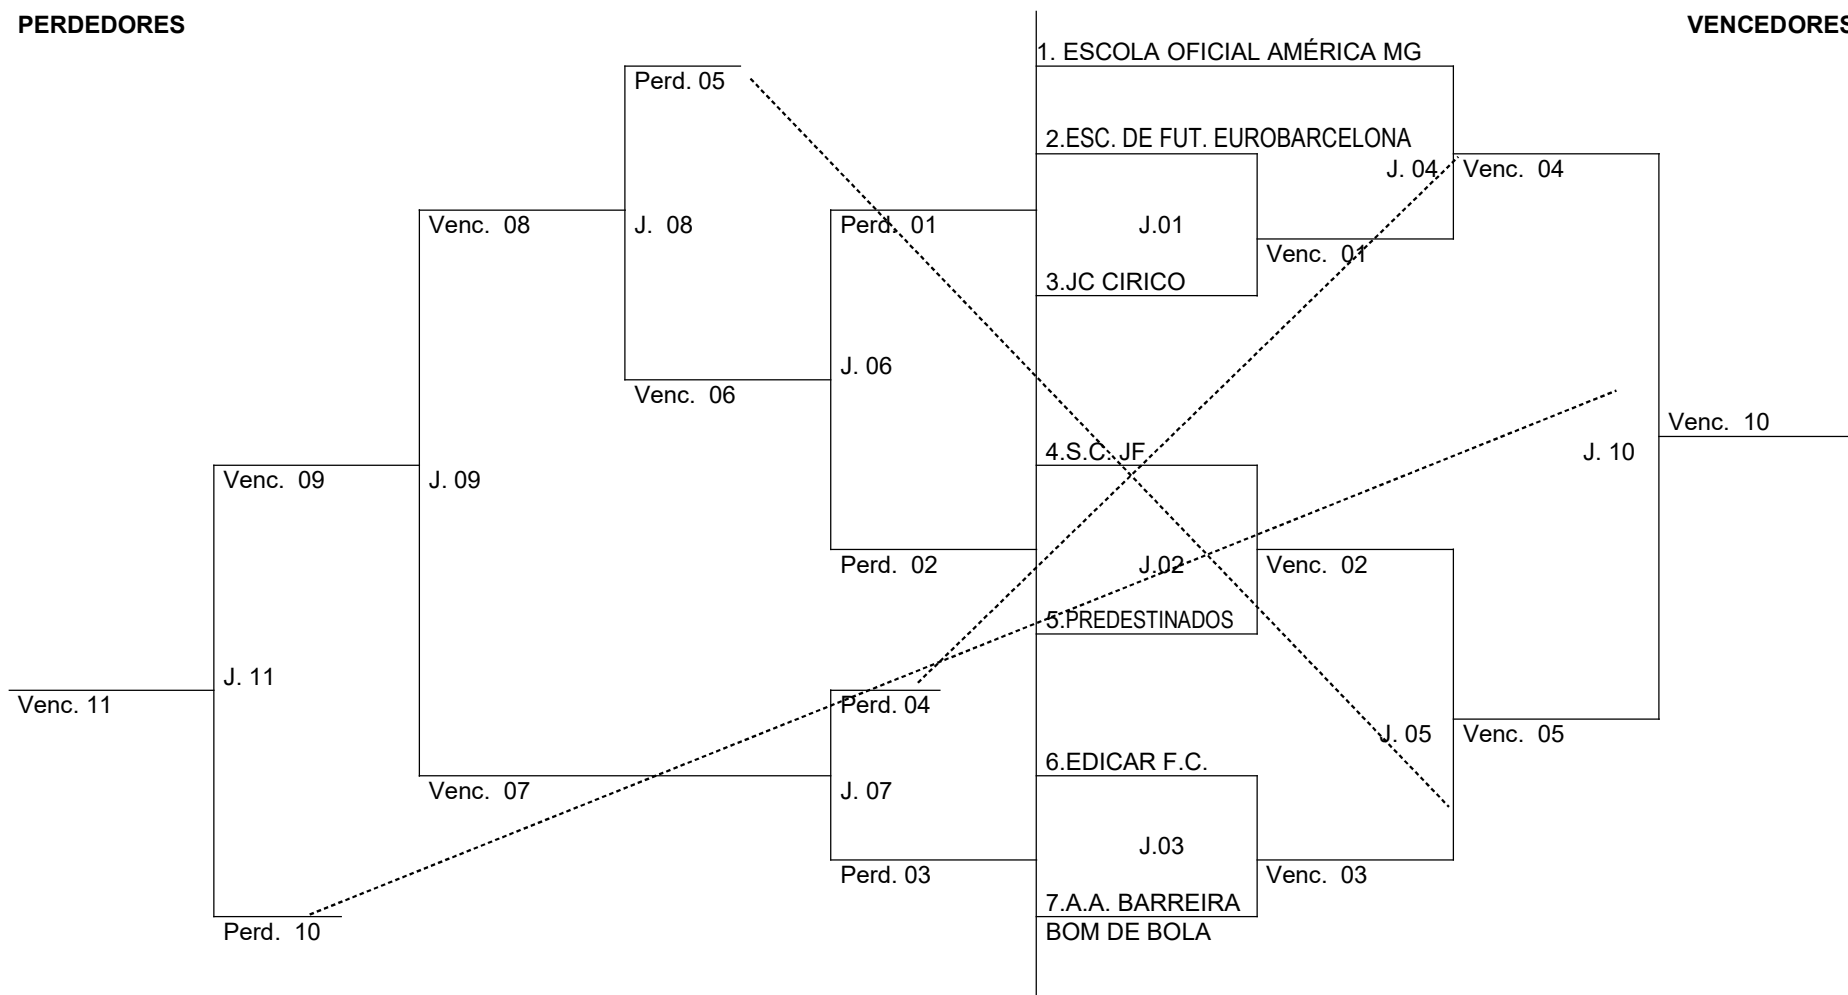 PERDEDORES
VENCEDORES
1. ESCOLA OFICIAL AMÉRICA MG
Perd. 05
2.ESC. DE FUT. EUROBARCELONA
J. 04
Venc. 04
Venc. 08
J. 08
Perd. 01
J.01
Venc. 01
3.JC CIRICO
J. 06
Venc. 06
Venc. 10
4.S.C. JF
J. 10
Venc. 09
J. 09
Perd. 02
J.02
Venc. 02
5.PREDESTINADOS
J. 11
Venc. 11
Perd. 04
J. 05
Venc. 05
6.EDICAR F.C.
Venc. 07
J. 07
J.03
Perd. 03
Venc. 03
7.A.A. BARREIRA
BOM DE BOLA
Perd. 10